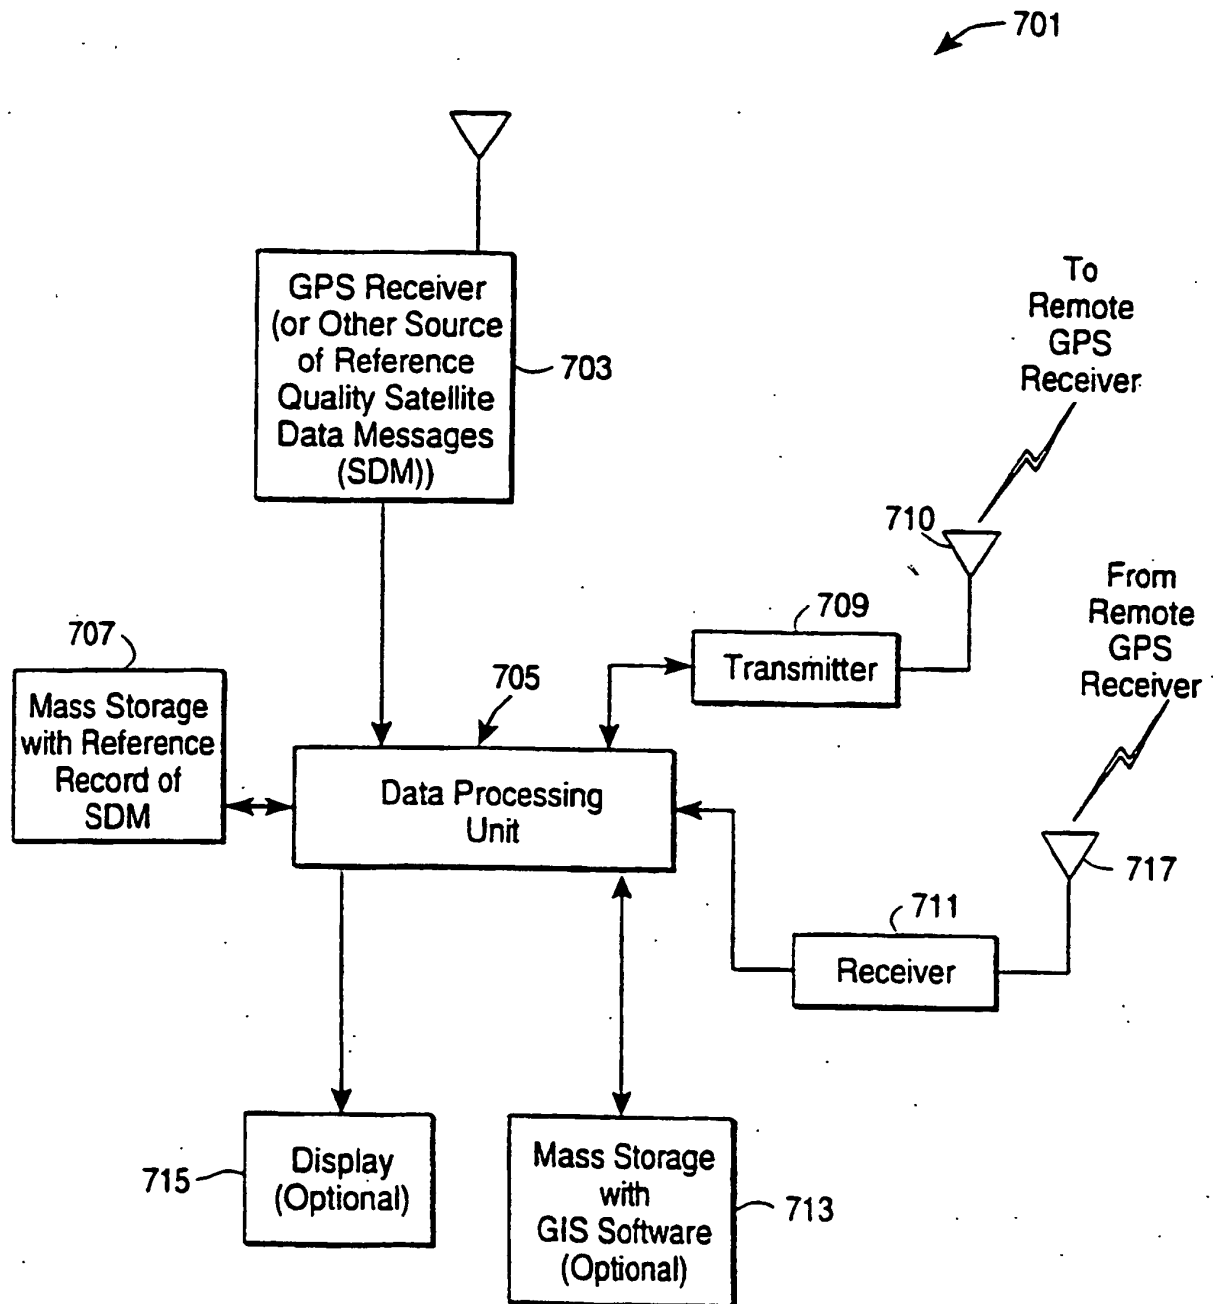 701
GPS Receiver
(or Other Source
of Reference
Quality Satellite
Data Messages
(SDM))
703
To
Remote
GPS
Receiver
710
From
Remote
GPS
Receiver
709
Transmitter
707
Mass Storage
with Reference
Record of
SDM
705
Data Processing
Unit
717
711
Receiver
715
Display
(Optional)
Mass Storage
with
GIS Software
(Optional)
713